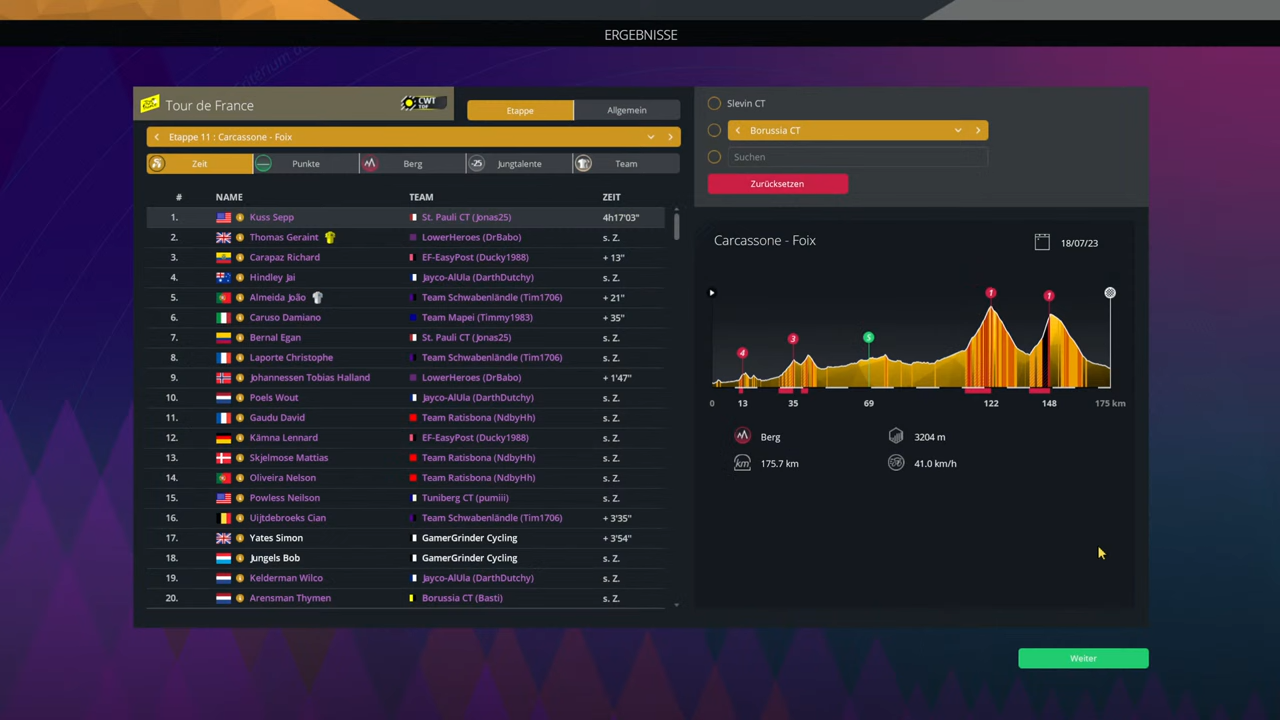 ERGEBNISSE
Tour de France
CWT
Etappe
Allgemein
Etappe 11 : Carcassone - Foix
Zeit Punkte Berg Jungtalente Team
# NAME TEAM ZEIT
1. Kuss Sepp St. Pauli CT (Jonas25) 4h17'03"
2. Thomas Geraint LowerHeroes (DrBabo) s. Z.
3. Carapaz Richard EF-EasyPost (Ducky1988) + 13"
4. Hindley Jai Jayco-AlUla (DarthDutchy) s. Z.
5. Almeida João Team Schwabenländle (Tim1706) + 21"
6. Caruso Damiano Team Mapei (Timmy1983) + 35"
7. Bernal Egan St. Pauli CT (Jonas25) s. Z.
8. Laporte Christophe Team Schwabenländle (Tim1706) s. Z.
9. Johannessen Tobias Halland LowerHeroes (DrBabo) + 1'47"
10. Poels Wout Jayco-AlUla (DarthDutchy) s. Z.
11. Gaudu David Team Ratisbona (NdbyHh) s. Z.
12. Kämna Lennard EF-EasyPost (Ducky1988) s. Z.
13. Skjelmose Mattias Team Ratisbona (NdbyHh) s. Z.
14. Oliveira Nelson Team Ratisbona (NdbyHh) s. Z.
15. Powless Neilson Tuniberg CT (pumiii) s. Z.
16. Uijtdebroeks Cian Team Schwabenländle (Tim1706) + 3'35"
17. Yates Simon GamerGrinder Cycling + 3'54"
18. Jungels Bob GamerGrinder Cycling s. Z.
19. Kelderman Wilco Jayco-AlUla (DarthDutchy) s. Z.
20. Arensman Thymen Borussia CT (Basti) s. Z.
Slevin CT
Borussia CT
Suchen
Zurücksetzen
Carcassone - Foix
18/07/23
4 3 S 1 1
0 13 35 69 122 148 175 km
Berg 3204 m
km 175.7 km 41.0 km/h
Weiter